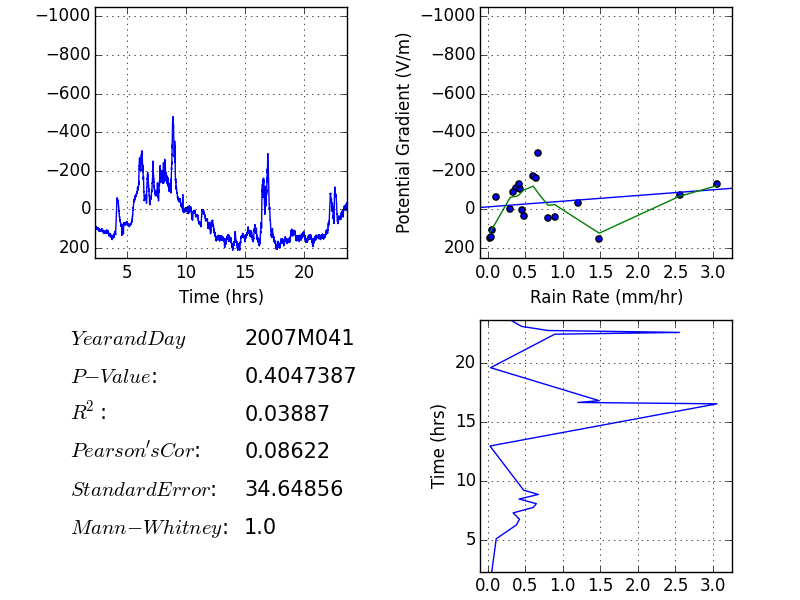 −1000
−800
−600
−400
−200
0
200
5 10 15 20
Time (hrs)
Potential Gradient (V/m)
−1000
−800
−600
−400
−200
0
200
0.0 0.5 1.0 1.5 2.0 2.5 3.0
Rain Rate (mm/hr)
YearandDay 2007M041
P−Value: 0.4047387
R² : 0.03887
Pearson′sCor: 0.08622
StandardError: 34.64856
Mann−Whitney: 1.0
Time (hrs)
20
15
10
5
0.0 0.5 1.0 1.5 2.0 2.5 3.0